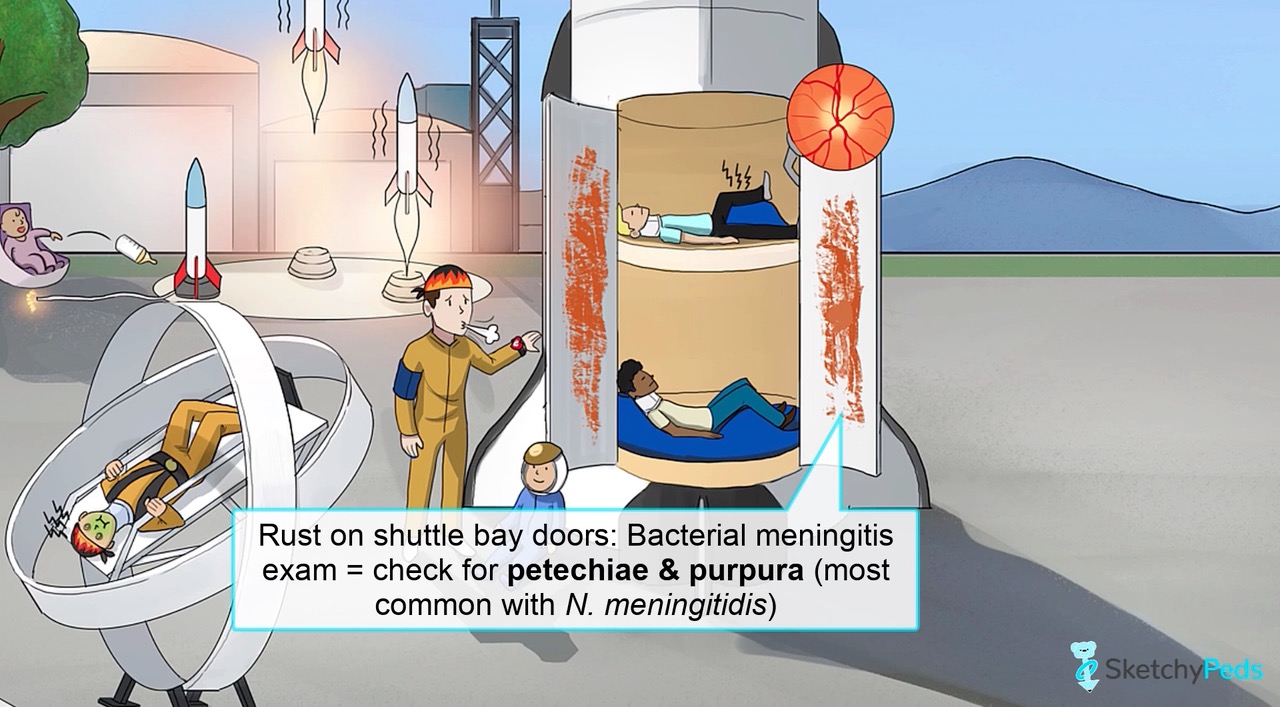 Rust on shuttle bay doors: Bacterial meningitis
exam = check for petechiae & purpura (most
common with N. meningitidis)
SketchyPeds